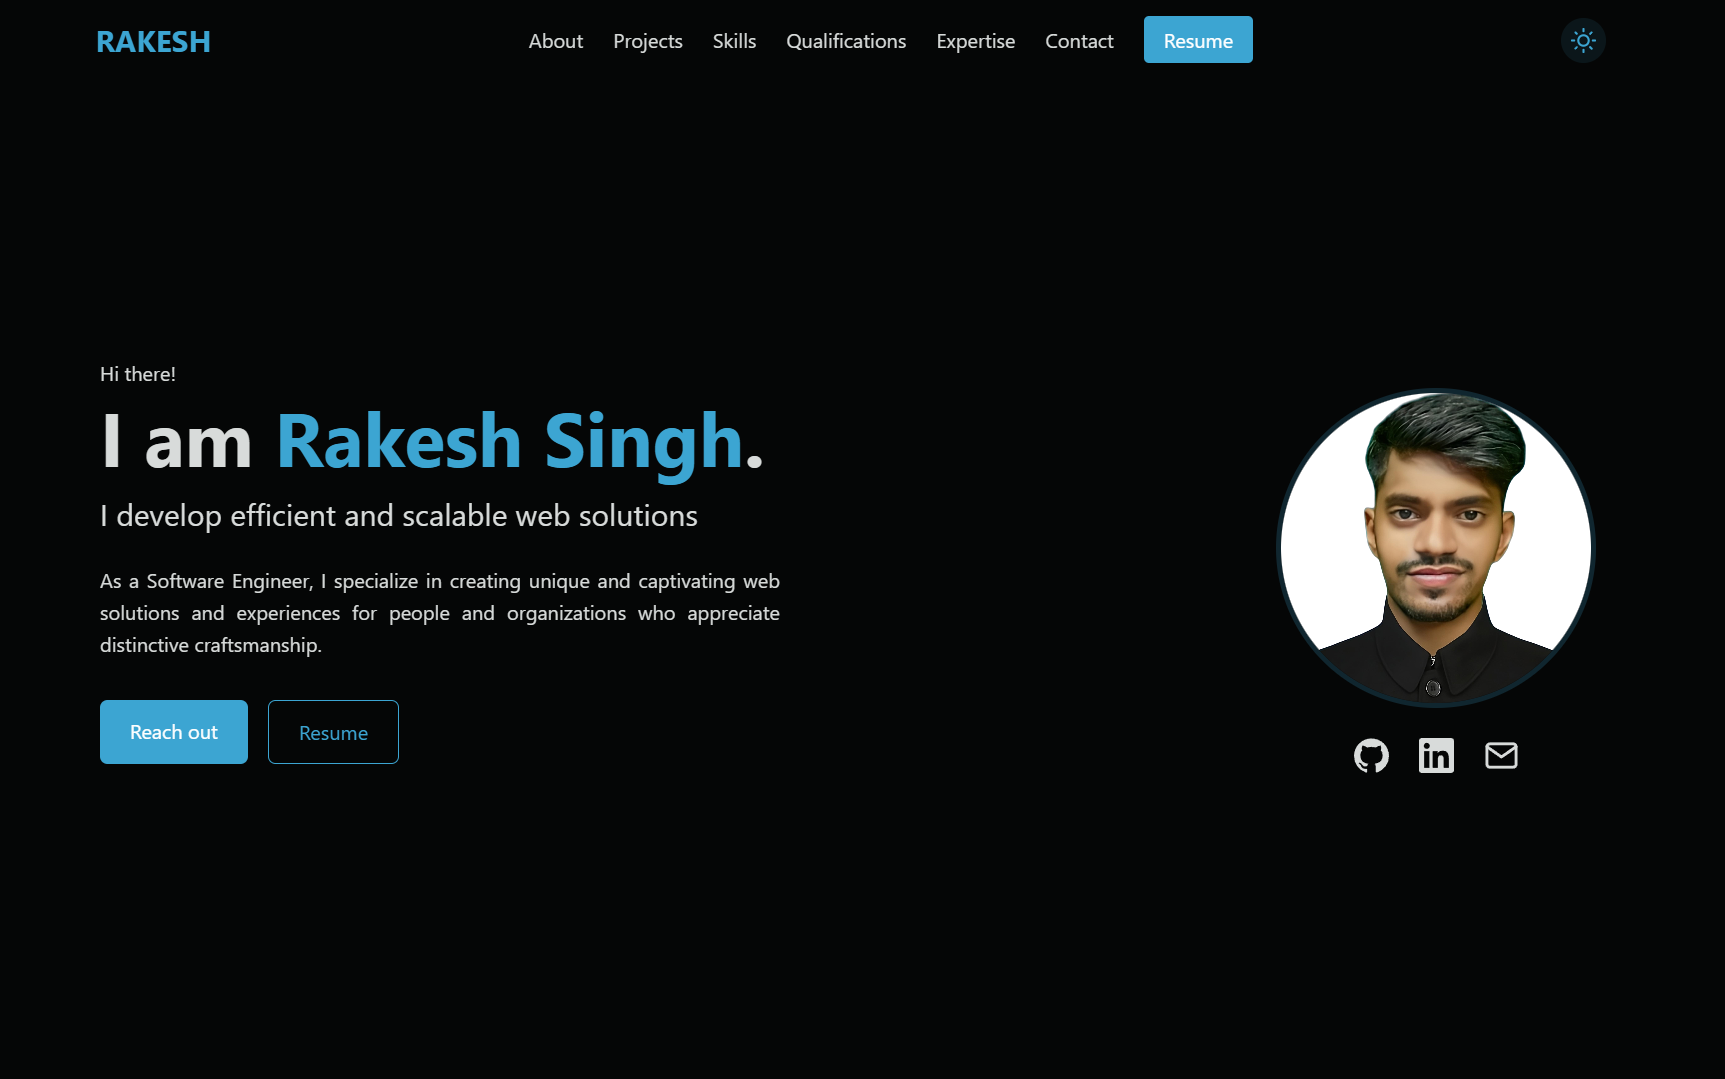 RAKESH
About Projects Skills Qualifications Expertise Contact Resume
Hi there!
I am Rakesh Singh.
I develop efficient and scalable web solutions
As a Software Engineer, I specialize in creating unique and captivating web
solutions and experiences for people and organizations who appreciate
distinctive craftsmanship.
Reach out Resume
in